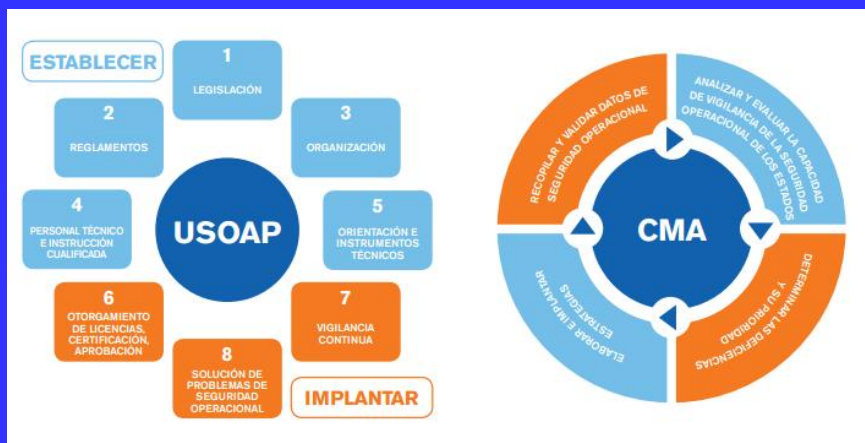 ESTABLECER
1
LEGISLACIÓN
2
REGLAMENTOS
3
ORGANIZACIÓN
4
PERSONAL TÉCNICO
E INSTRUCCIÓN
CUALIFICADA
USOAP
5
ORIENTACIÓN E
INSTRUMENTOS
TÉCNICOS
6
OTORGAMIENTO
DE LICENCIAS,
CERTIFICACIÓN,
APROBACIÓN
7
VIGILANCIA
CONTINUA
8
SOLUCIÓN DE
PROBLEMAS DE
SEGURIDAD
OPERACIONAL
IMPLANTAR
RECOPILAR Y VALIDAR DATOS DE
SEGURIDAD OPERACIONAL
ANALIZAR Y EVALUAR LA CAPACIDAD
DE VIGILANCIA DE LA SEGURIDAD
OPERACIONAL DE LOS ESTADOS
CMA
DETERMINAR LAS DEFICIENCIAS
Y SU PRIORIDAD
ELABORAR E IMPLANTAR
ESTRATEGIAS